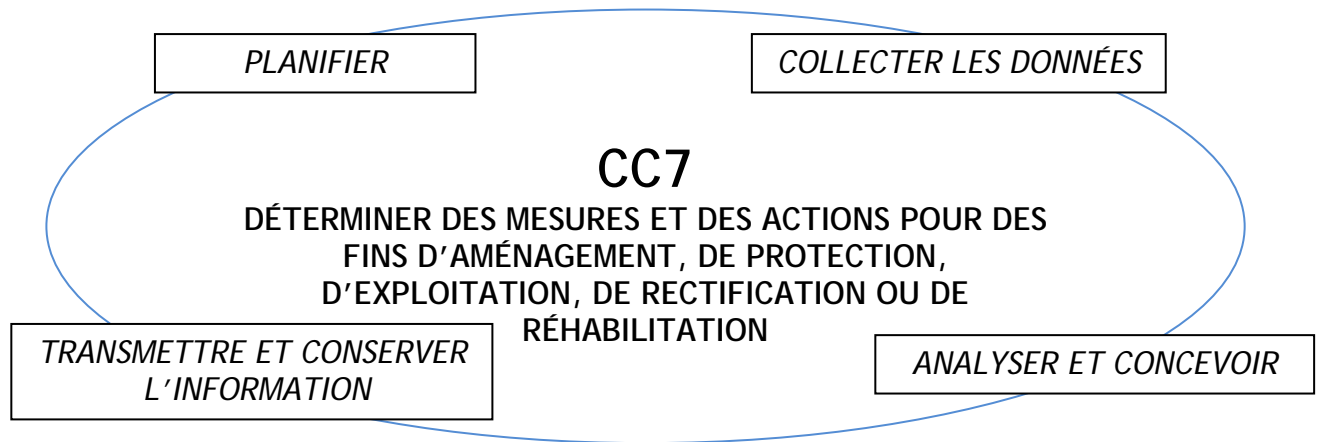 PLANIFIER
COLLECTER LES DONNÉES
CC7
DÉTERMINER DES MESURES ET DES ACTIONS POUR DES
FINS D’AMÉNAGEMENT, DE PROTECTION,
D’EXPLOITATION, DE RECTIFICATION OU DE
RÉHABILITATION
TRANSMETTRE ET CONSERVER
L’INFORMATION
ANALYSER ET CONCEVOIR